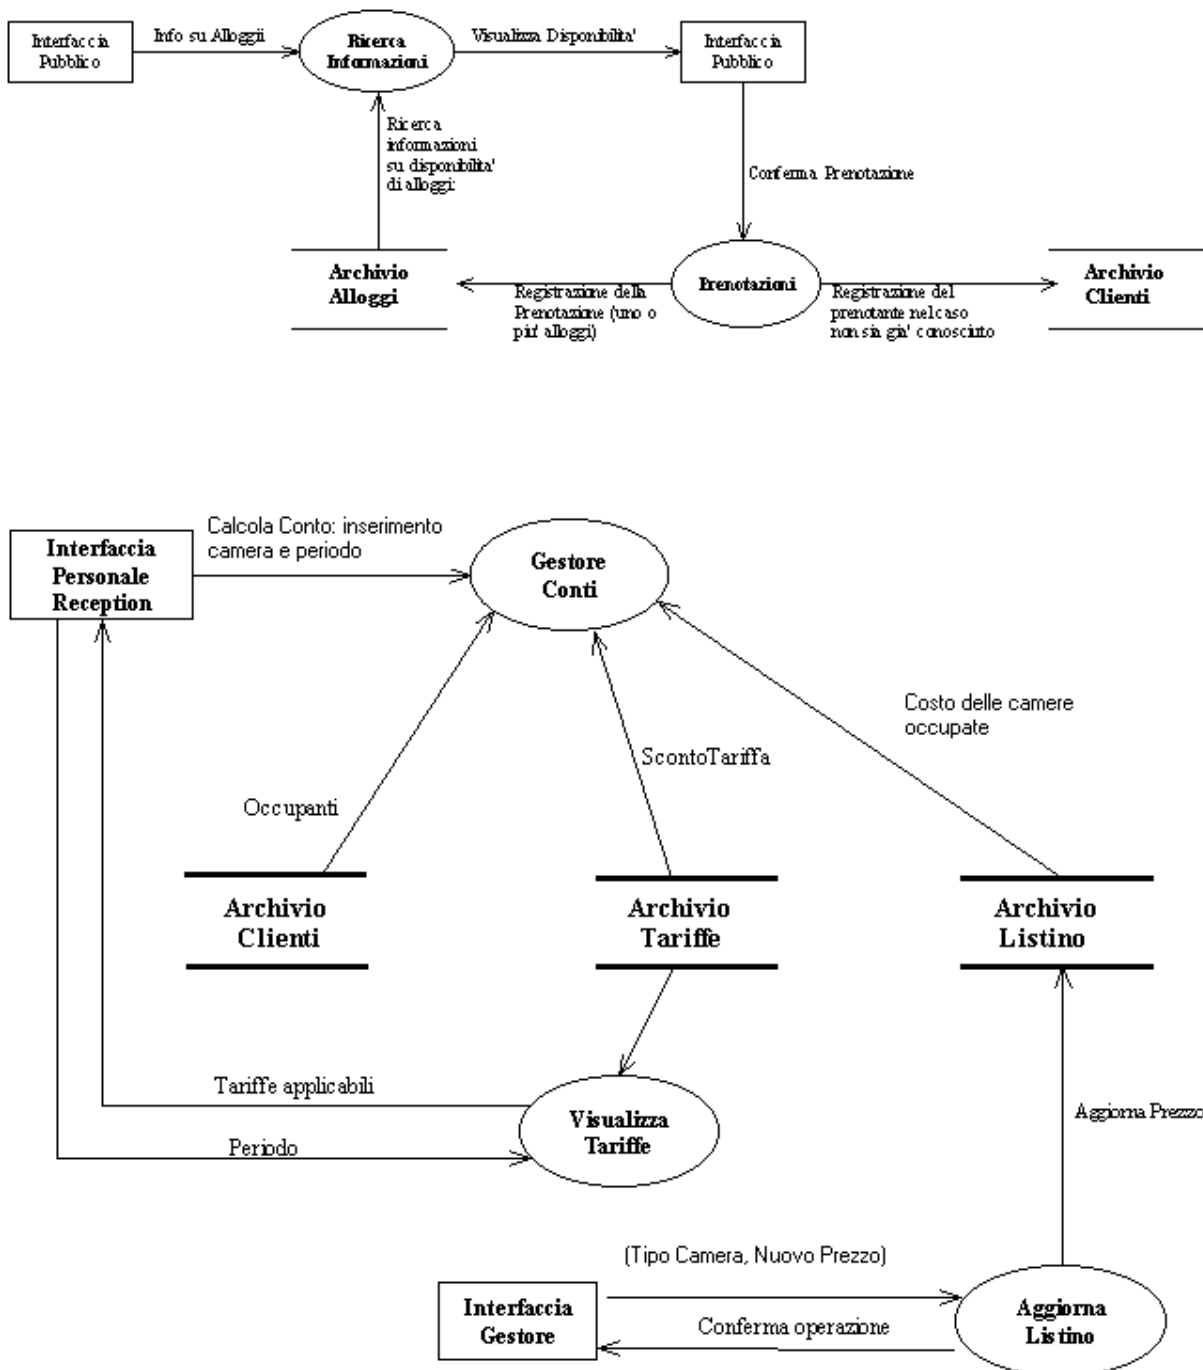 Interfaccia
Pubblico
Info su Alloggii
Ricerca
Informazioni
Visualizza Disponibilita'
Interfaccia
Pubblico
Ricerca
informazioni
su disponibilita'
di alloggi:
Conferma Prenotazione
Archivio
Alloggi
Registrazione della
Prenotazione (uno o
piu' alloggi)
Prenotazioni
Registrazione del
prenotante nel caso
non sia gia' conosciuto
Archivio
Clienti
Interfaccia
Personale
Reception
Calcola Conto: inserimento
camera e periodo
Gestore
Conti
Costo delle camere
occupate
ScontoTariffa
Occupanti
Archivio
Clienti
Archivio
Tariffe
Archivio
Listino
Tariffe applicabili
Visualizza
Tariffe
Aggiorna Prezzo
Periodo
(Tipo Camera, Nuovo Prezzo)
Interfaccia
Gestore
Conferma operazione
Aggiorna
Listino